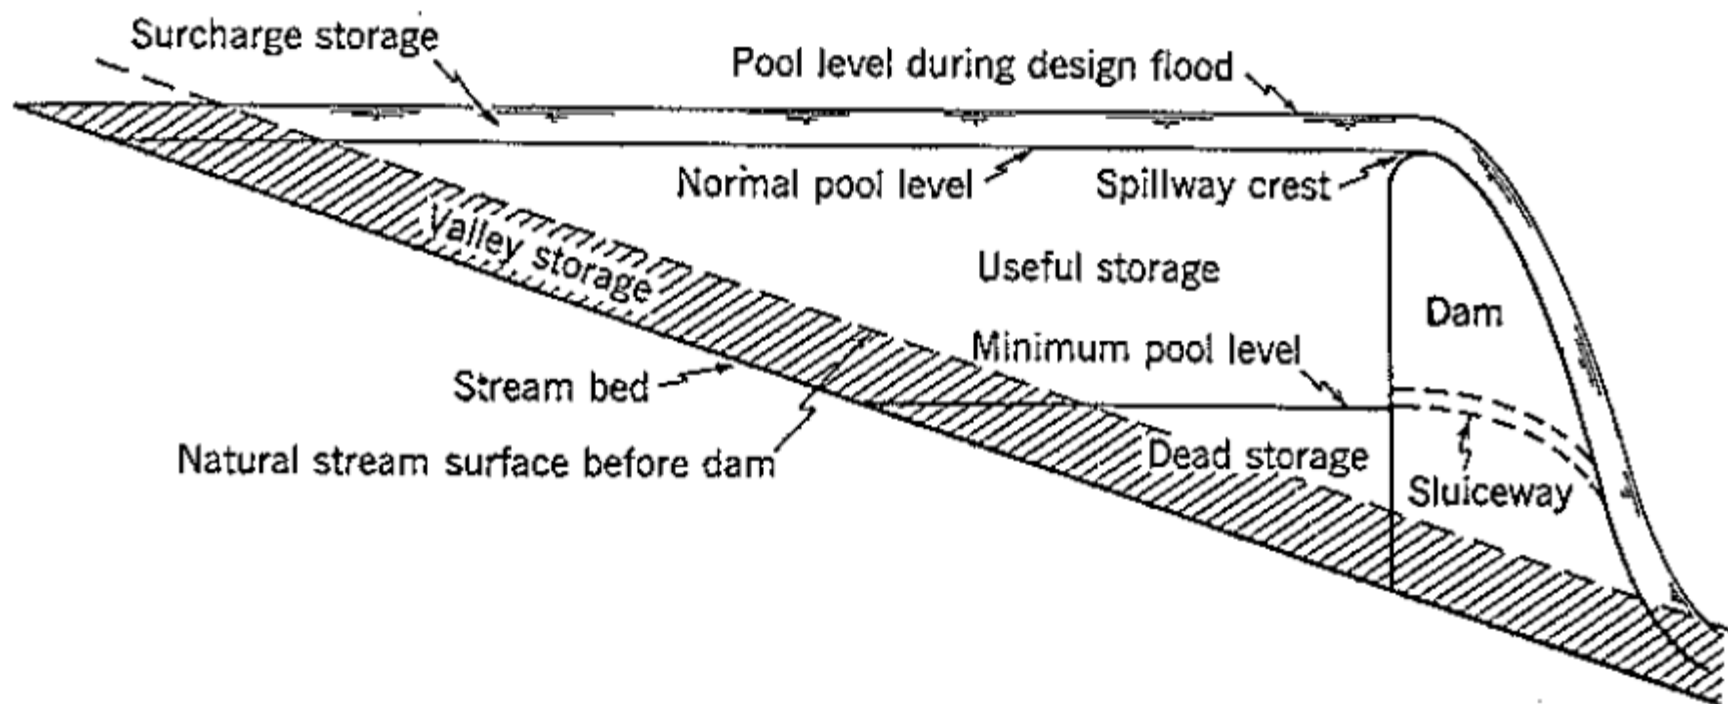 Surcharge storage
Pool level during design flood
Normal pool level
Spillway crest
Valley storage
Useful storage
Dam
Minimum pool level
Stream bed
Natural stream surface before dam
Dead storage
Sluiceway